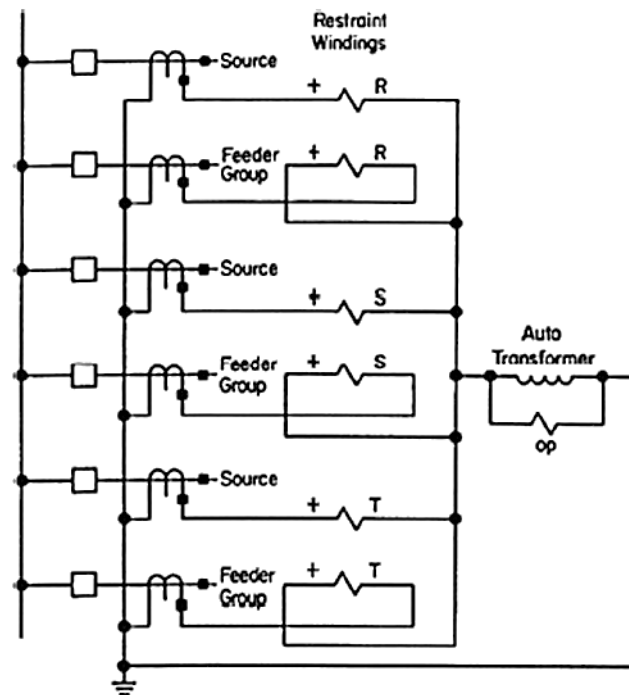 Restraint
Windings
Source
+ R
Feeder
Group
+ R
Source
+ S
Feeder
Group
+ S
Auto
Transformer
op
Source
+ T
Feeder
Group
+ T